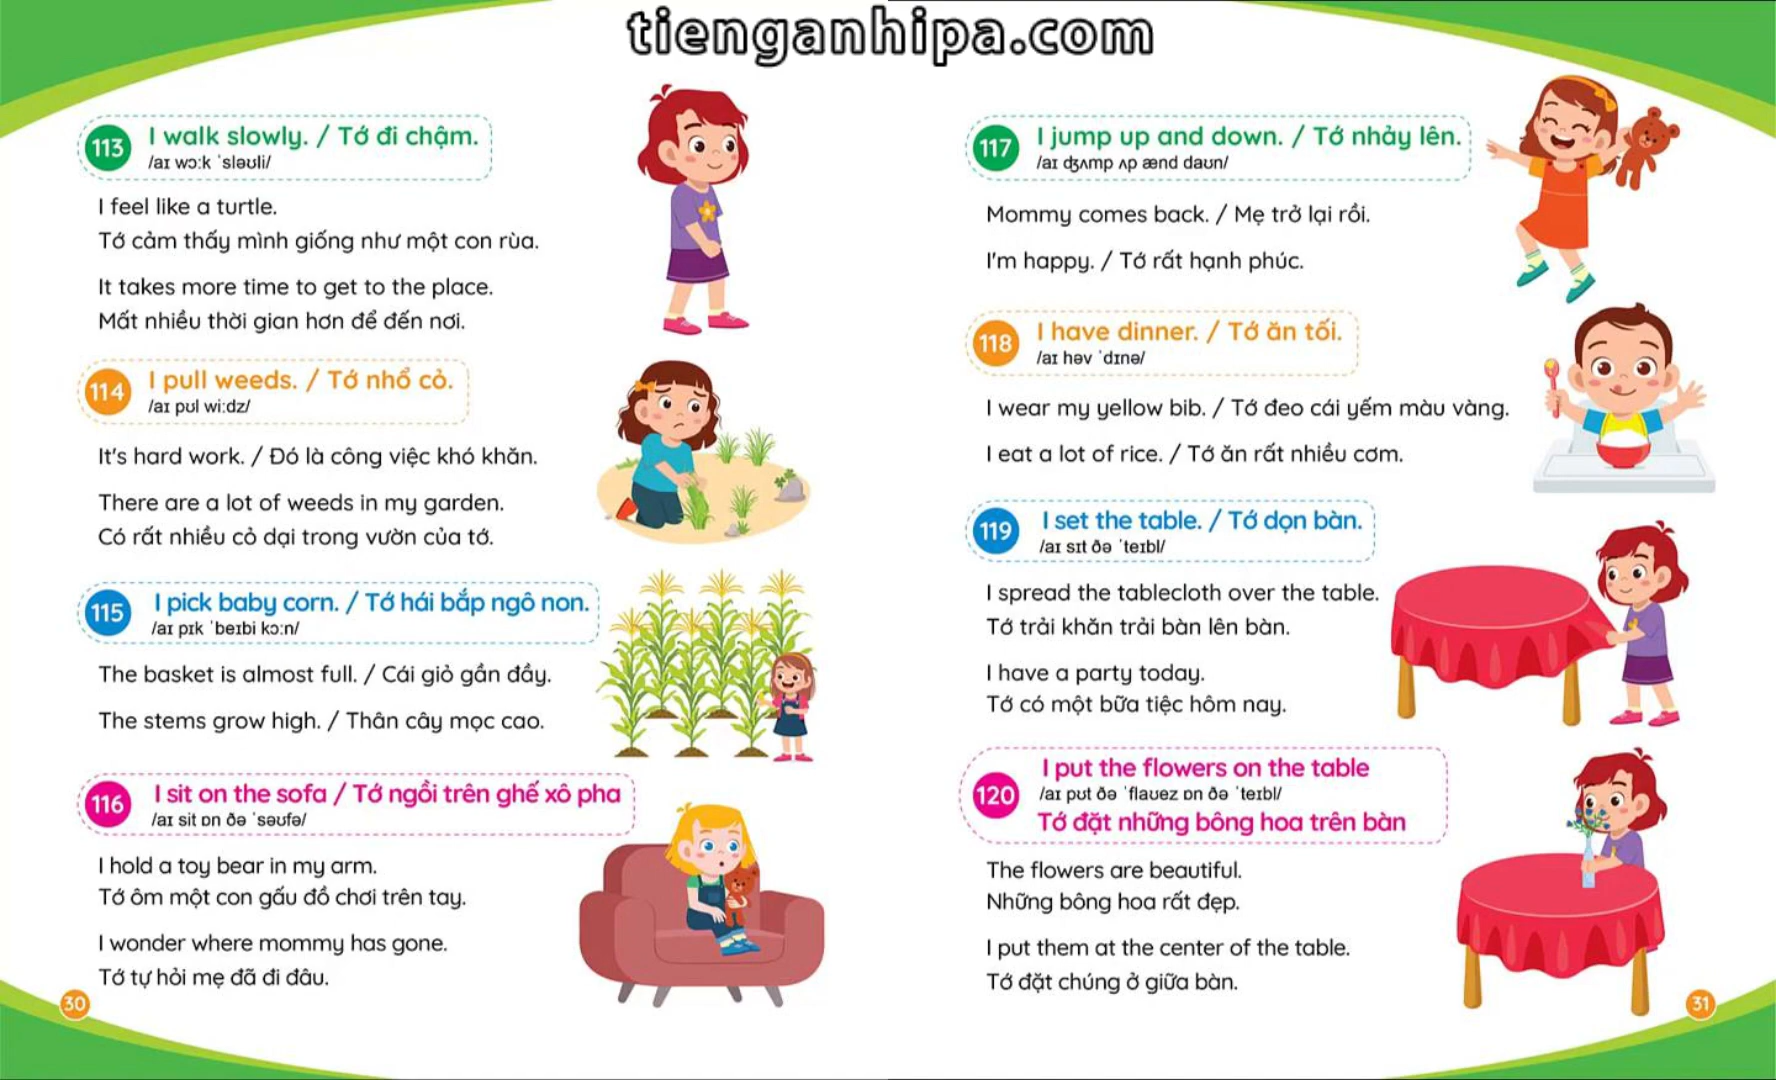 tienganhipa.com
113
I walk slowly. / Tớ đi chậm.
/aɪ wɔːk ˈsləʊli/
I feel like a turtle.
Tớ cảm thấy mình giống như một con rùa.
It takes more time to get to the place.
Mất nhiều thời gian hơn để đến nơi.
114
I pull weeds. / Tớ nhổ cỏ.
/aɪ pʊl wiːdz/
It's hard work. / Đó là công việc khó khăn.
There are a lot of weeds in my garden.
Có rất nhiều cỏ dại trong vườn của tớ.
115
I pick baby corn. / Tớ hái bắp ngô non.
/aɪ pɪk ˈbeɪbi kɔːn/
The basket is almost full. / Cái giỏ gần đầy.
The stems grow high. / Thân cây mọc cao.
116
I sit on the sofa / Tớ ngồi trên ghế xô pha
/aɪ sit ɒn ðə ˈsəʊfə/
I hold a toy bear in my arm.
Tớ ôm một con gấu đồ chơi trên tay.
I wonder where mommy has gone.
Tớ tự hỏi mẹ đã đi đâu.
30
117
I jump up and down. / Tớ nhảy lên.
/aɪ ʤʌmp ʌp ænd daʊn/
Mommy comes back. / Mẹ trở lại rồi.
I'm happy. / Tớ rất hạnh phúc.
118
I have dinner. / Tớ ăn tối.
/aɪ həv ˈdɪnə/
I wear my yellow bib. / Tớ đeo cái yếm màu vàng.
I eat a lot of rice. / Tớ ăn rất nhiều cơm.
119
I set the table. / Tớ dọn bàn.
/aɪ sɪt ðə ˈteɪbl/
I spread the tablecloth over the table.
Tớ trải khăn trải bàn lên bàn.
I have a party today.
Tớ có một bữa tiệc hôm nay.
120
I put the flowers on the table
/aɪ pʊt ðə ˈflaʊez ɒn ðə ˈteɪbl/
Tớ đặt những bông hoa trên bàn
The flowers are beautiful.
Những bông hoa rất đẹp.
I put them at the center of the table.
Tớ đặt chúng ở giữa bàn.
31